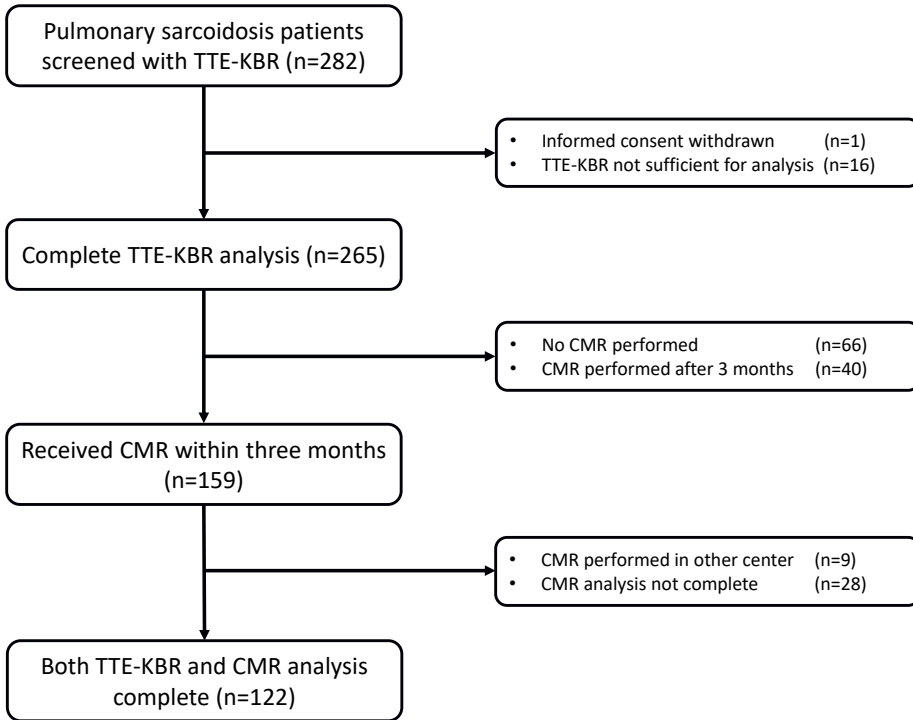 Pulmonary sarcoidosis patients
screened with TTE-KBR (n=282)
• Informed consent withdrawn (n=1)
• TTE-KBR not sufficient for analysis (n=16)
Complete TTE-KBR analysis (n=265)
• No CMR performed (n=66)
• CMR performed after 3 months (n=40)
Received CMR within three months
(n=159)
• CMR performed in other center (n=9)
• CMR analysis not complete (n=28)
Both TTE-KBR and CMR analysis
complete (n=122)